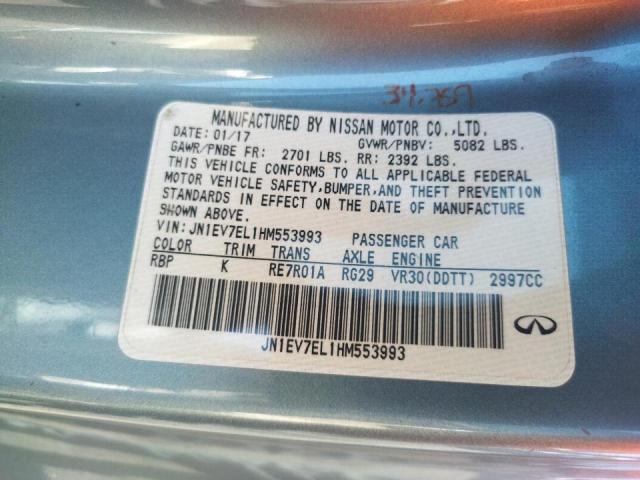 MANUFACTURED BY NISSAN MOTOR CO.,LTD.
DATE: 01/17 GVWR/PNBV: 5082 LBS.
GAWR/PNBE FR: 2701 LBS. RR: 2392 LBS.
THIS VEHICLE CONFORMS TO ALL APPLICABLE FEDERAL
MOTOR VEHICLE SAFETY,BUMPER,AND THEFT PREVENTION
STANDARDS IN EFFECT ON THE DATE OF MANUFACTURE
SHOWN ABOVE.
VIN: JN1EV7EL1HM553993 PASSENGER CAR
COLOR TRIM TRANS AXLE ENGINE
RBP K RE7R01A RG29 VR30(DDTT) 2997CC
JN1EV7EL1HM553993